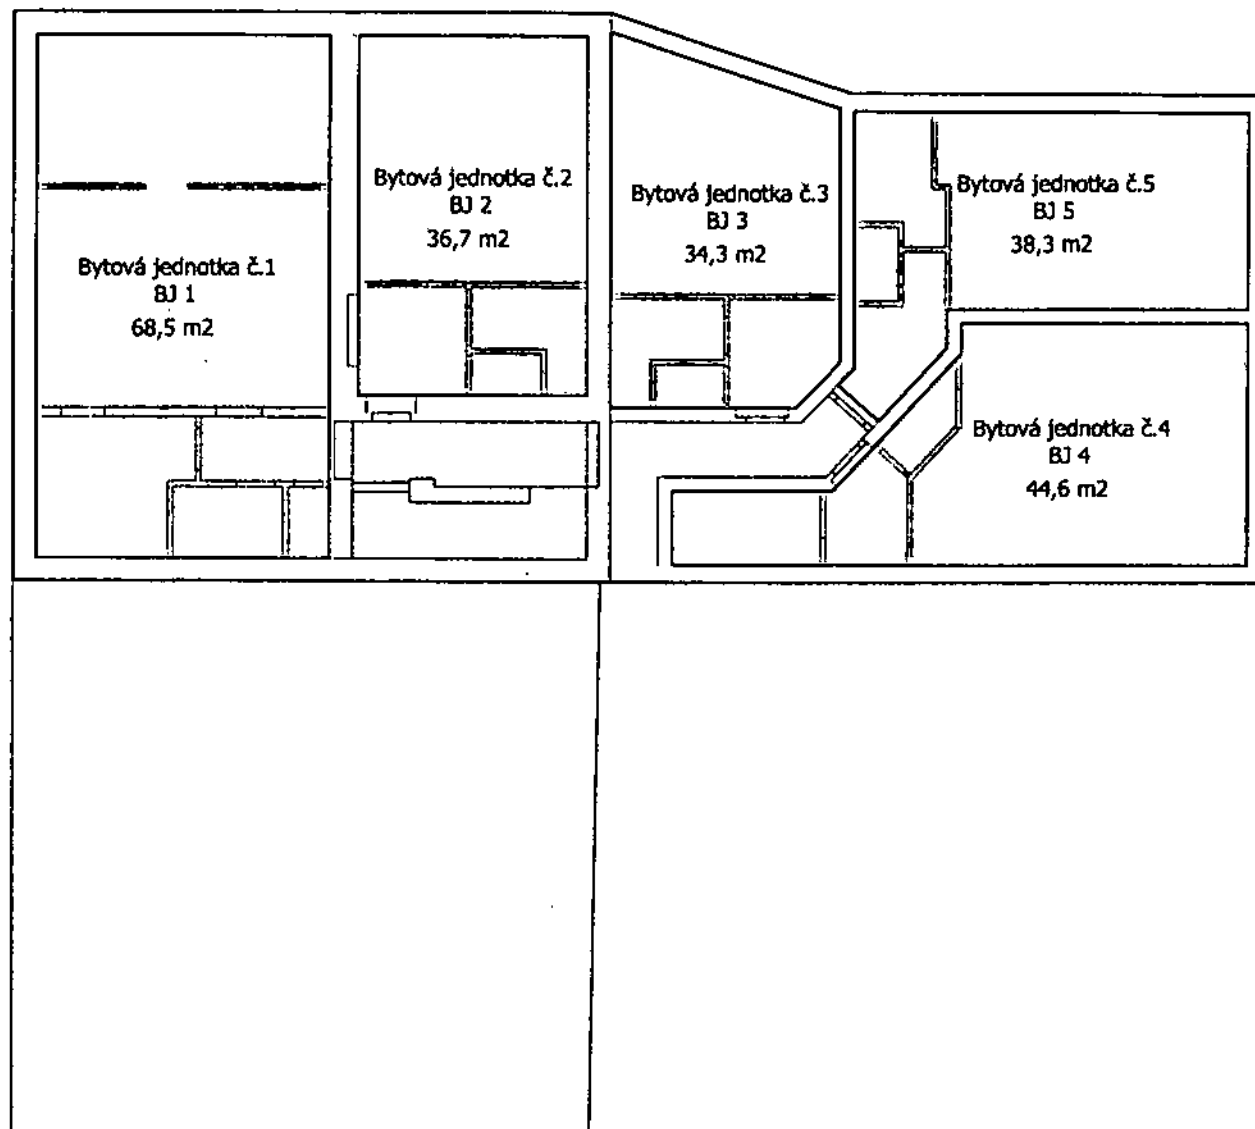 Bytová jednotka č.1
BJ 1
68,5 m2
Bytová jednotka č.2
BJ 2
36,7 m2
Bytová jednotka č.3
BJ 3
34,3 m2
Bytová jednotka č.5
BJ 5
38,3 m2
Bytová jednotka č.4
BJ 4
44,6 m2